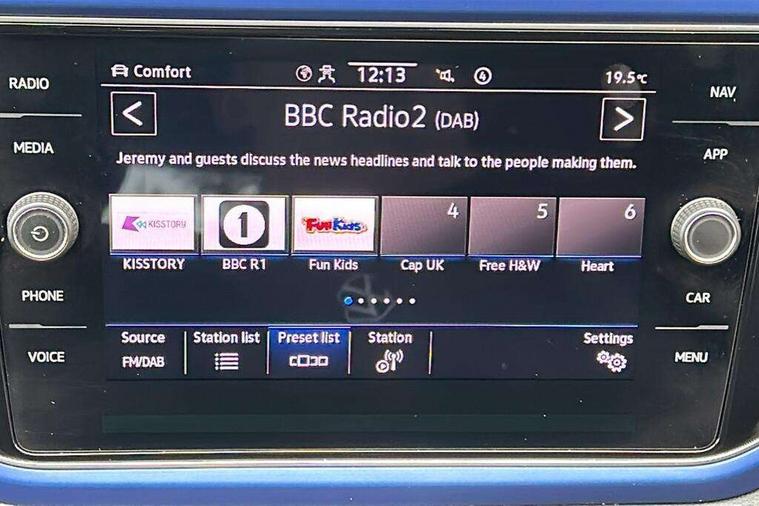 Comfort 12:13 4 19.5°C
RADIO
MEDIA
PHONE
VOICE
BBC Radio2 (DAB)
Jeremy and guests discuss the news headlines and talk to the people making them.
KISSTORY 1 Fun Kids 4 5 6
KISSTORY BBC R1 Fun Kids Cap UK Free H&W Heart
Source Station list Preset list Station Settings
FM/DAB
NAV
APP
CAR
MENU